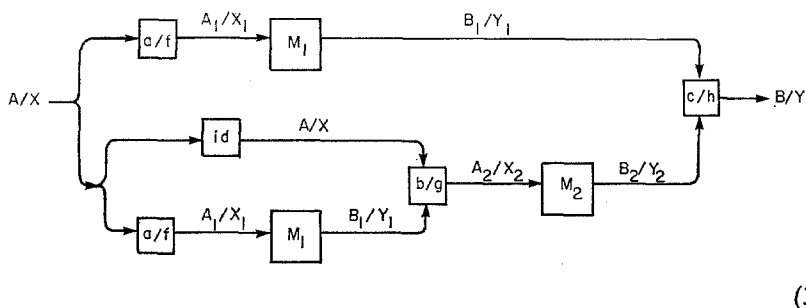 a/f A₁/X₁ M₁ B₁/Y₁
A/X c/h B/Y
id A/X
b/g A₂/X₂ M₂ B₂/Y₂
a/f A₁/X₁ M₁ B₁/Y₁